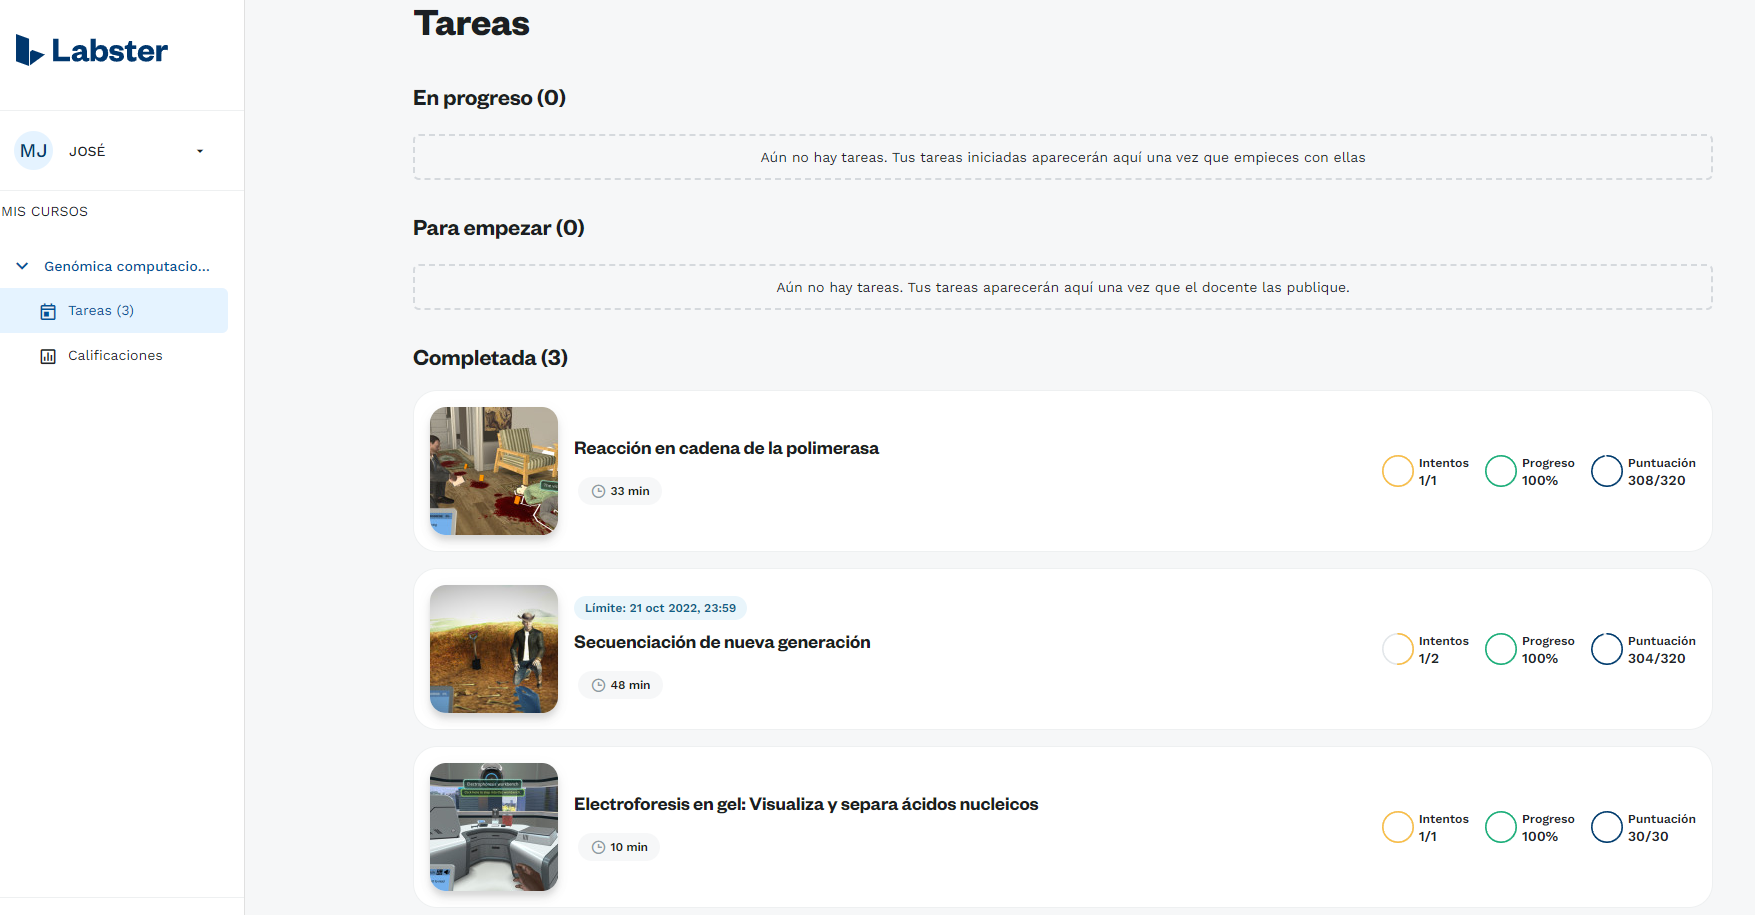 Labster
MJ
JOSÉ
MIS CURSOS
Genómica computacio...
Tareas (3)
Calificaciones
Tareas
En progreso (0)
Aún no hay tareas. Tus tareas iniciadas aparecerán aquí una vez que empieces con ellas
Para empezar (0)
Aún no hay tareas. Tus tareas aparecerán aquí una vez que el docente las publique.
Completada (3)
Reacción en cadena de la polimerasa
33 min
Intentos
1/1
Progreso
100%
Puntuación
308/320
Límite: 21 oct 2022, 23:59
Secuenciación de nueva generación
48 min
Intentos
1/2
Progreso
100%
Puntuación
304/320
Electroforesis en gel: Visualiza y separa ácidos nucleicos
10 min
Intentos
1/1
Progreso
100%
Puntuación
30/30